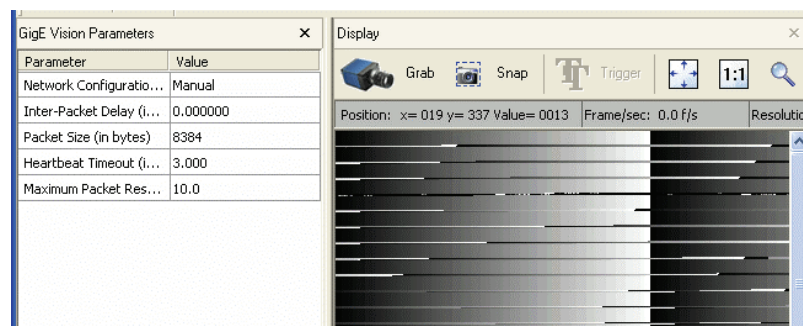 GigE Vision Parameters
Parameter Value
Network Configuratio... Manual
Inter-Packet Delay (i... 0.000000
Packet Size (in bytes) 8384
Heartbeat Timeout (i... 3.000
Maximum Packet Res... 10.0
Display
Grab Snap Trigger 1:1
Position: x= 019 y= 337 Value= 0013 Frame/sec: 0.0 f/s Resolutio